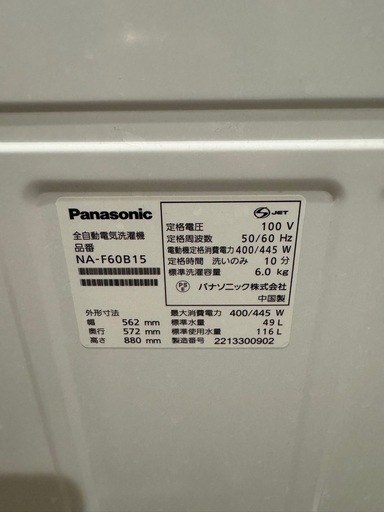 Panasonic
全自動電気洗濯機
品番
NA-F60B15
外形寸法
幅 562 mm
奥行 572 mm
高さ 880 mm
S JET
定格電圧 100 V
定格周波数 50/60 Hz
電動機定格消費電力 400/445 W
定格時間 洗いのみ 10 分
標準洗濯容量 6.0 kg
PS E パナソニック株式会社
中国製
最大消費電力 400/445 W
標準水量 49 L
標準使用水量 116 L
製造番号 2213300902